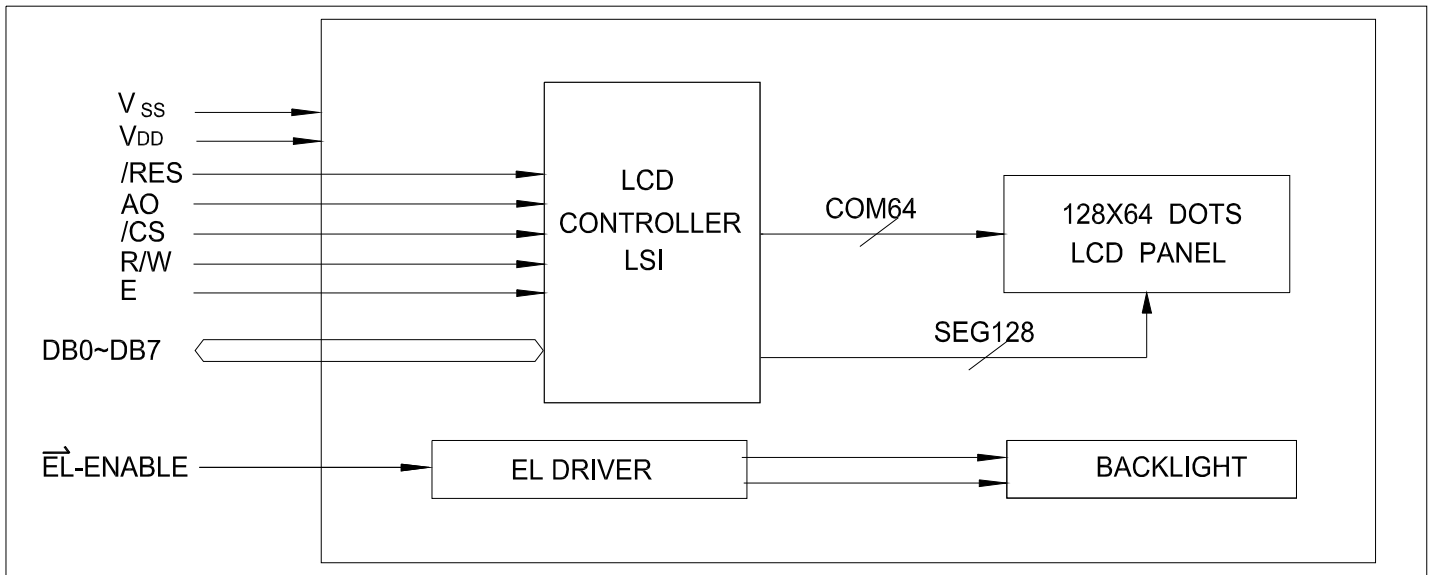 VSS
VDD
/RES
AO
/CS
R/W
E
DB0~DB7
EL-ENABLE
LCD
CONTROLLER
LSI
COM64
SEG128
128X64 DOTS
LCD PANEL
EL DRIVER
BACKLIGHT